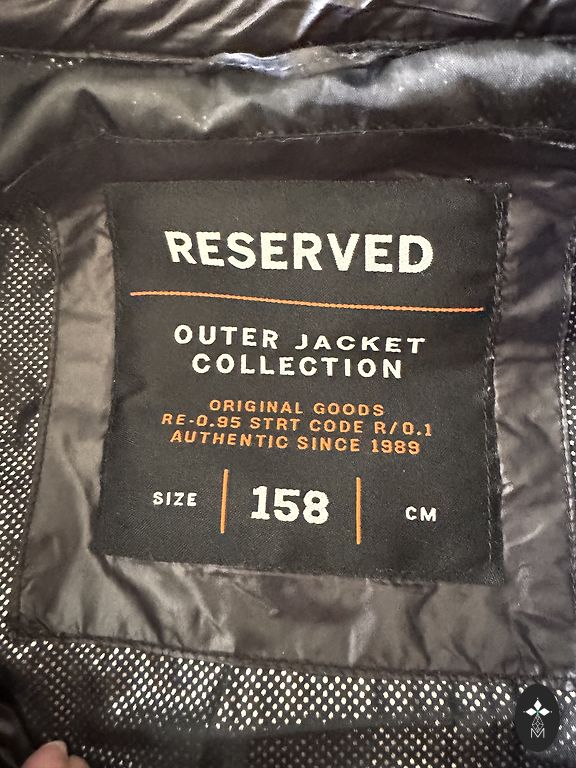 RESERVED
OUTER JACKET
COLLECTION
ORIGINAL GOODS
RE-0.95 STRT CODE R/0.1
AUTHENTIC SINCE 1989
SIZE 158 CM